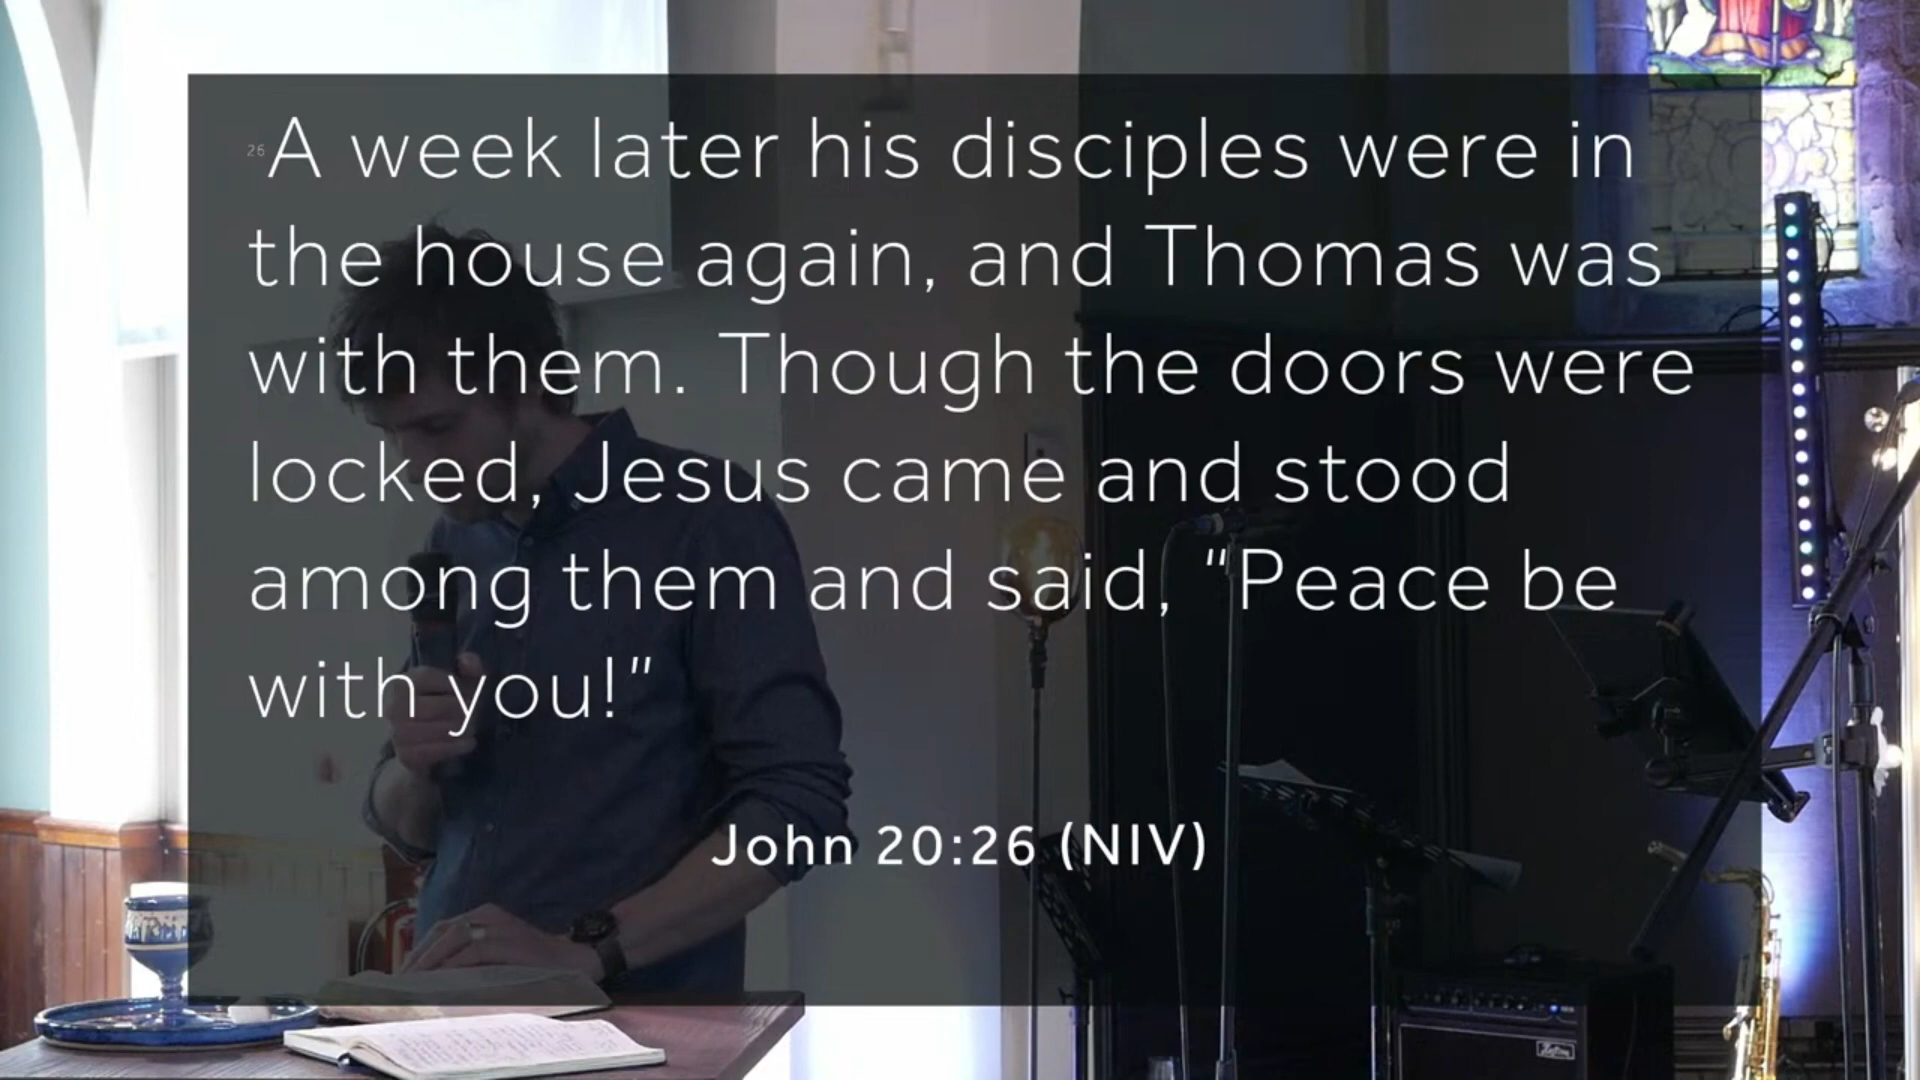 26 A week later his disciples were in
the house again, and Thomas was
with them. Though the doors were
locked, Jesus came and stood
among them and said, "Peace be
with you!"
John 20:26 (NIV)